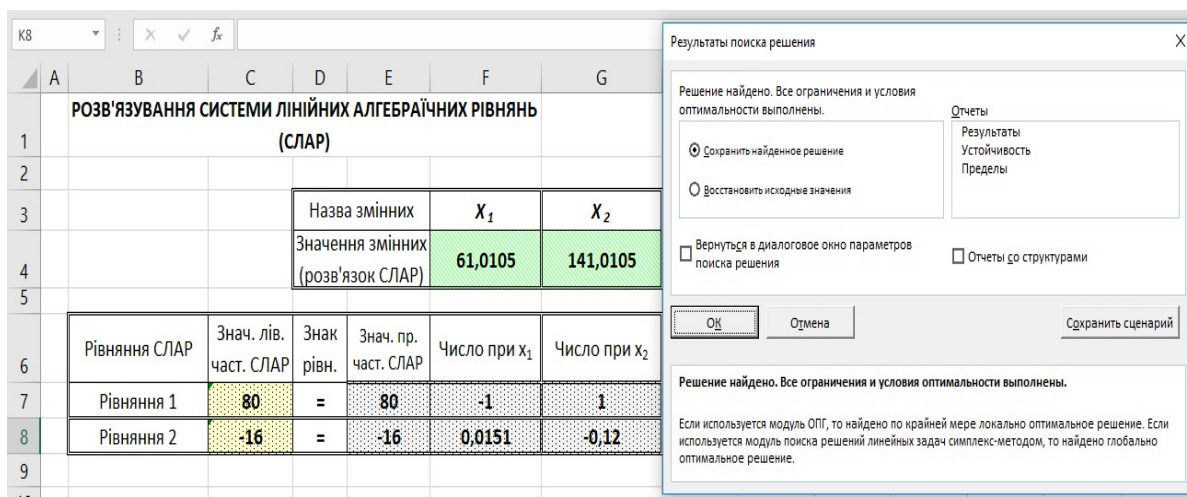 K8 fx
A B C D E F G
РОЗВ'ЯЗУВАННЯ СИСТЕМИ ЛІНІЙНИХ АЛГЕБРАЇЧНИХ РІВНЯНЬ
1 (СЛАР)
2
3 Назва змінних X1 X2
Значення змінних
4 (розв'язок СЛАР) 61,0105 141,0105
5
6 Рівняння СЛАР Знач. лів. част. СЛАР Знак рівн. Знач. пр. част. СЛАР Число при x1 Число при x2
7 Рівняння 1 80 = 80 -1 1
8 Рівняння 2 -16 = -16 0,0151 -0,12
9
Результаты поиска решения X
Решение найдено. Все ограничения и условия
оптимальности выполнены.
Отчеты
Сохранить найденное решение
Восстановить исходные значения
Результаты
Устойчивость
Пределы
Вернуться в диалоговое окно параметров
поиска решения
Отчеты со структурами
ОК Отмена Сохранить сценарий
Решение найдено. Все ограничения и условия оптимальности выполнены.
Если используется модуль ОПГ, то найдено по крайней мере локально оптимальное решение. Если
используется модуль поиска решений линейных задач симплекс-методом, то найдено глобально
оптимальное решение.